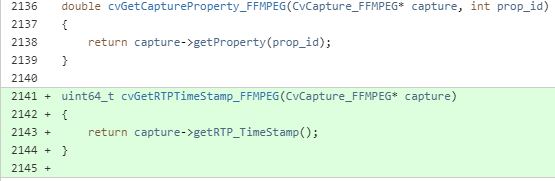 2136 double cvGetCaptureProperty_FFMPEG(CvCapture_FFMPEG* capture, int prop_id)
2137 {
2138     return capture->getProperty(prop_id);
2139 }
2140
2141 + uint64_t cvGetRTPTimeStamp_FFMPEG(CvCapture_FFMPEG* capture)
2142 + {
2143 +     return capture->getRTP_TimeStamp();
2144 + }
2145 +